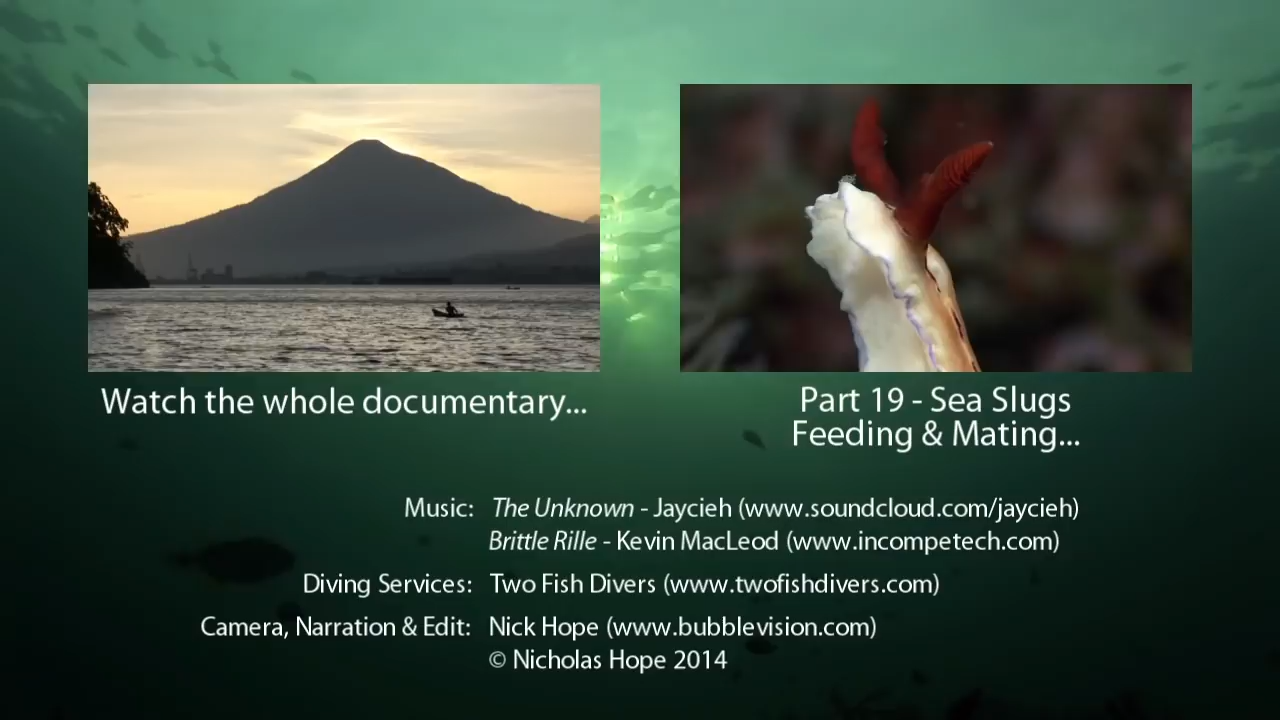 Watch the whole documentary...
Part 19 - Sea Slugs
Feeding & Mating...
Music: The Unknown - Jaycieh (www.soundcloud.com/jaycieh)
Brittle Rille - Kevin MacLeod (www.incompetech.com)
Diving Services: Two Fish Divers (www.twofishdivers.com)
Camera, Narration & Edit: Nick Hope (www.bubblevision.com)
© Nicholas Hope 2014